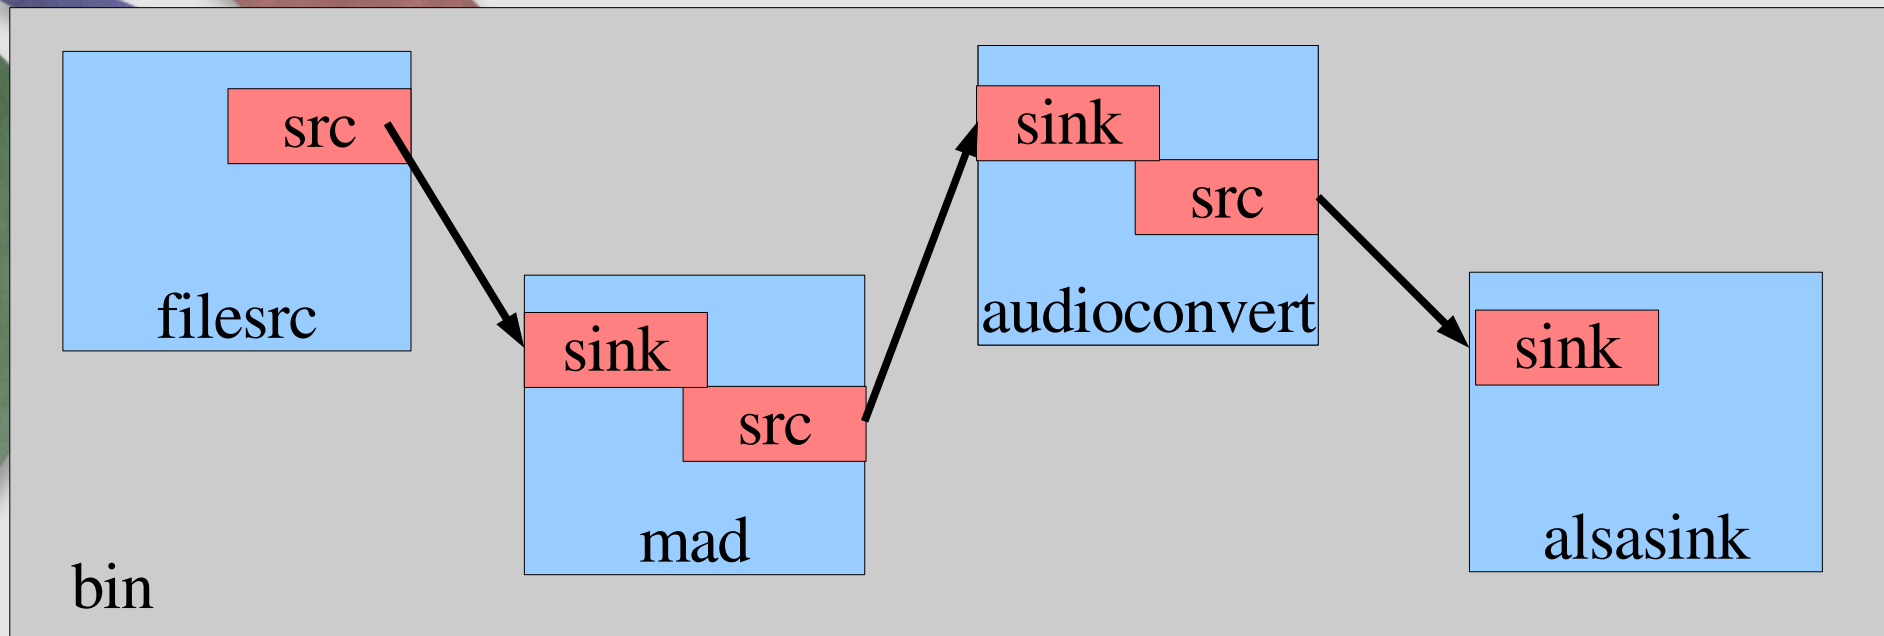 src
filesrc
sink
src
mad
sink
src
audioconvert
sink
alsasink
bin